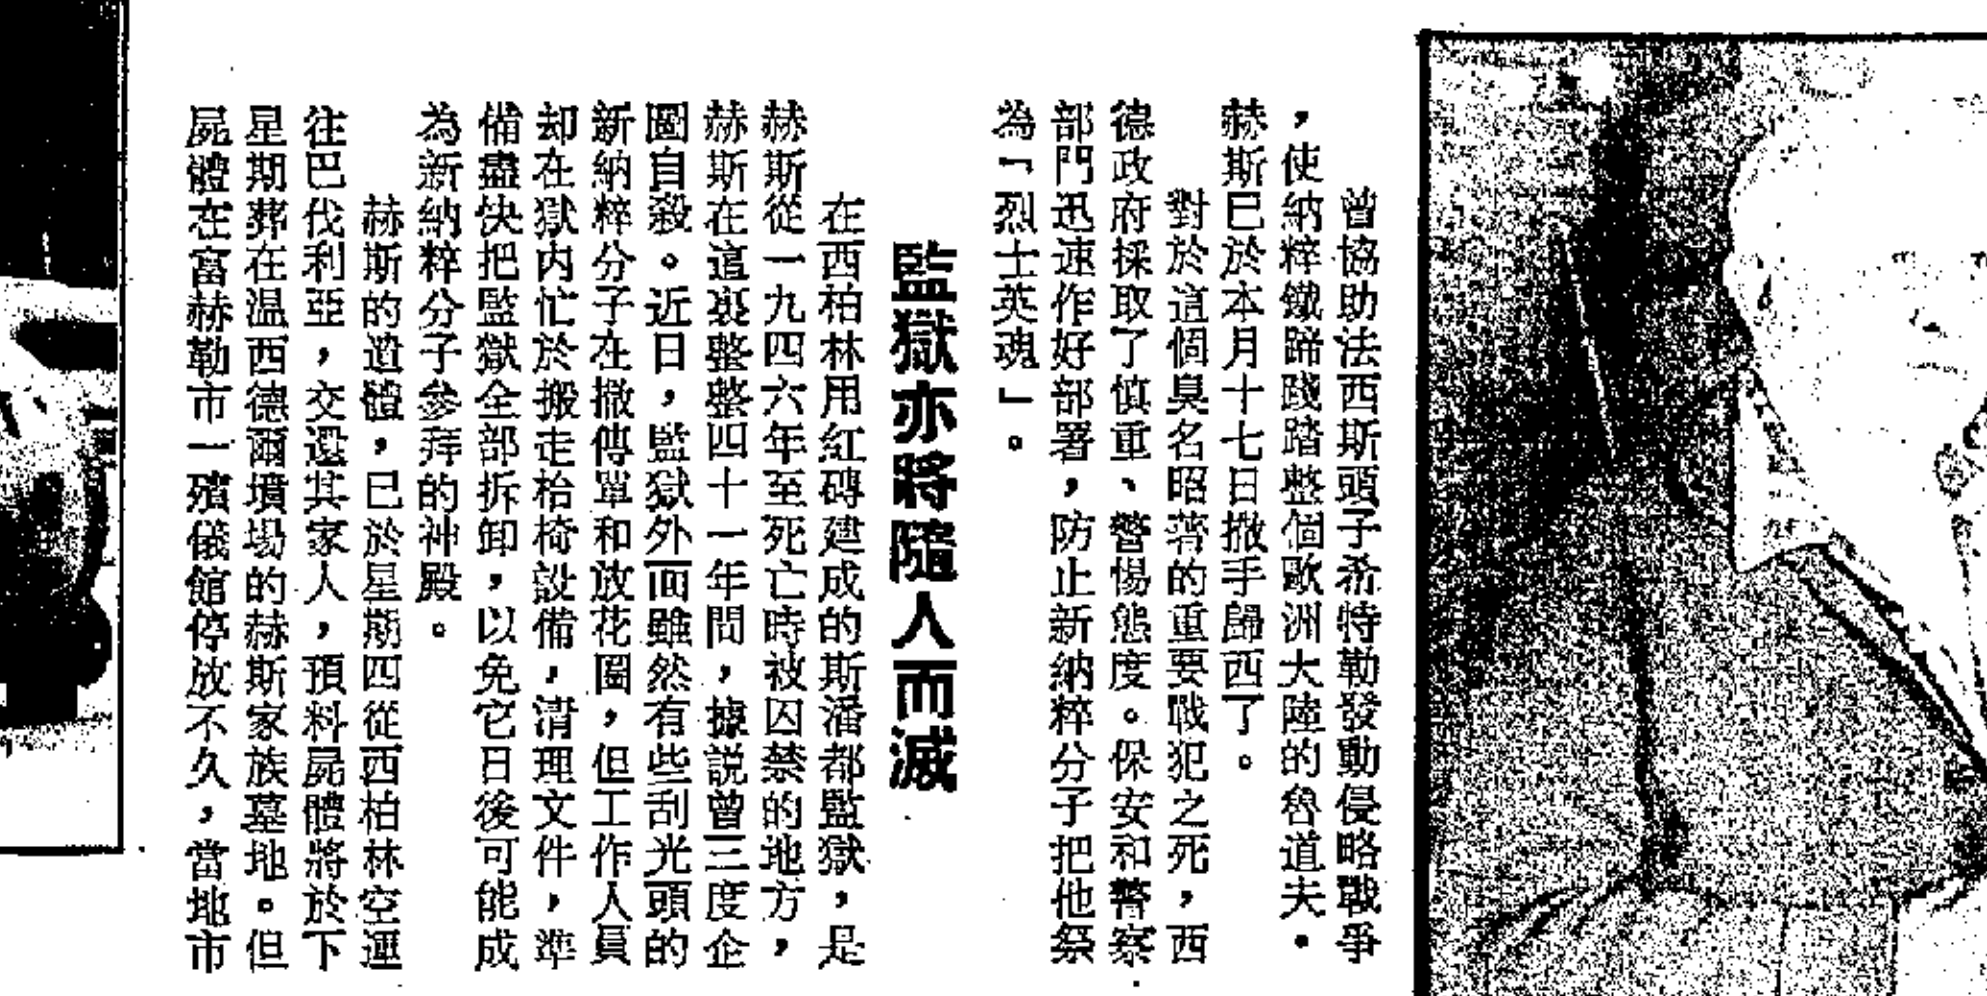 曾協助法西斯頭子希特勒發動侵略戰爭
，使納粹鐵蹄踐踏整個歐洲大陸的魯道夫·
赫斯已於本月十七日撒手歸西了。
對於這個臭名昭著的重要戰犯之死，西
德政府採取了慎重、警惕態度。保安和警察
部門迅速作好部署，防止新納粹分子把他祭
為「烈士英魂」。
監獄亦將隨人而滅
在西柏林用紅磚建成的斯潘都監獄，是
赫斯從一九四六年至死亡時被囚禁的地方，
赫斯在這裏整整四十一年間，據説曾三度企
圖自殺。近日，監獄外面雖然有些刮光頭的
新納粹分子在撒傳單和放花圈，但工作人員
却在獄内忙於搬走枱椅設備，清理文件，準
備盡快把監獄全部拆卸，以免它日後可能成
為新納粹分子參拜的神殿。
赫斯的遺體，已於星期四從西柏林空運
往巴伐利亞，交還其家人，預料屍體將於下
星期葬在温西德爾墳場的赫斯家族墓地。但
屍體在富赫勒市一殯儀館停放不久，當地市